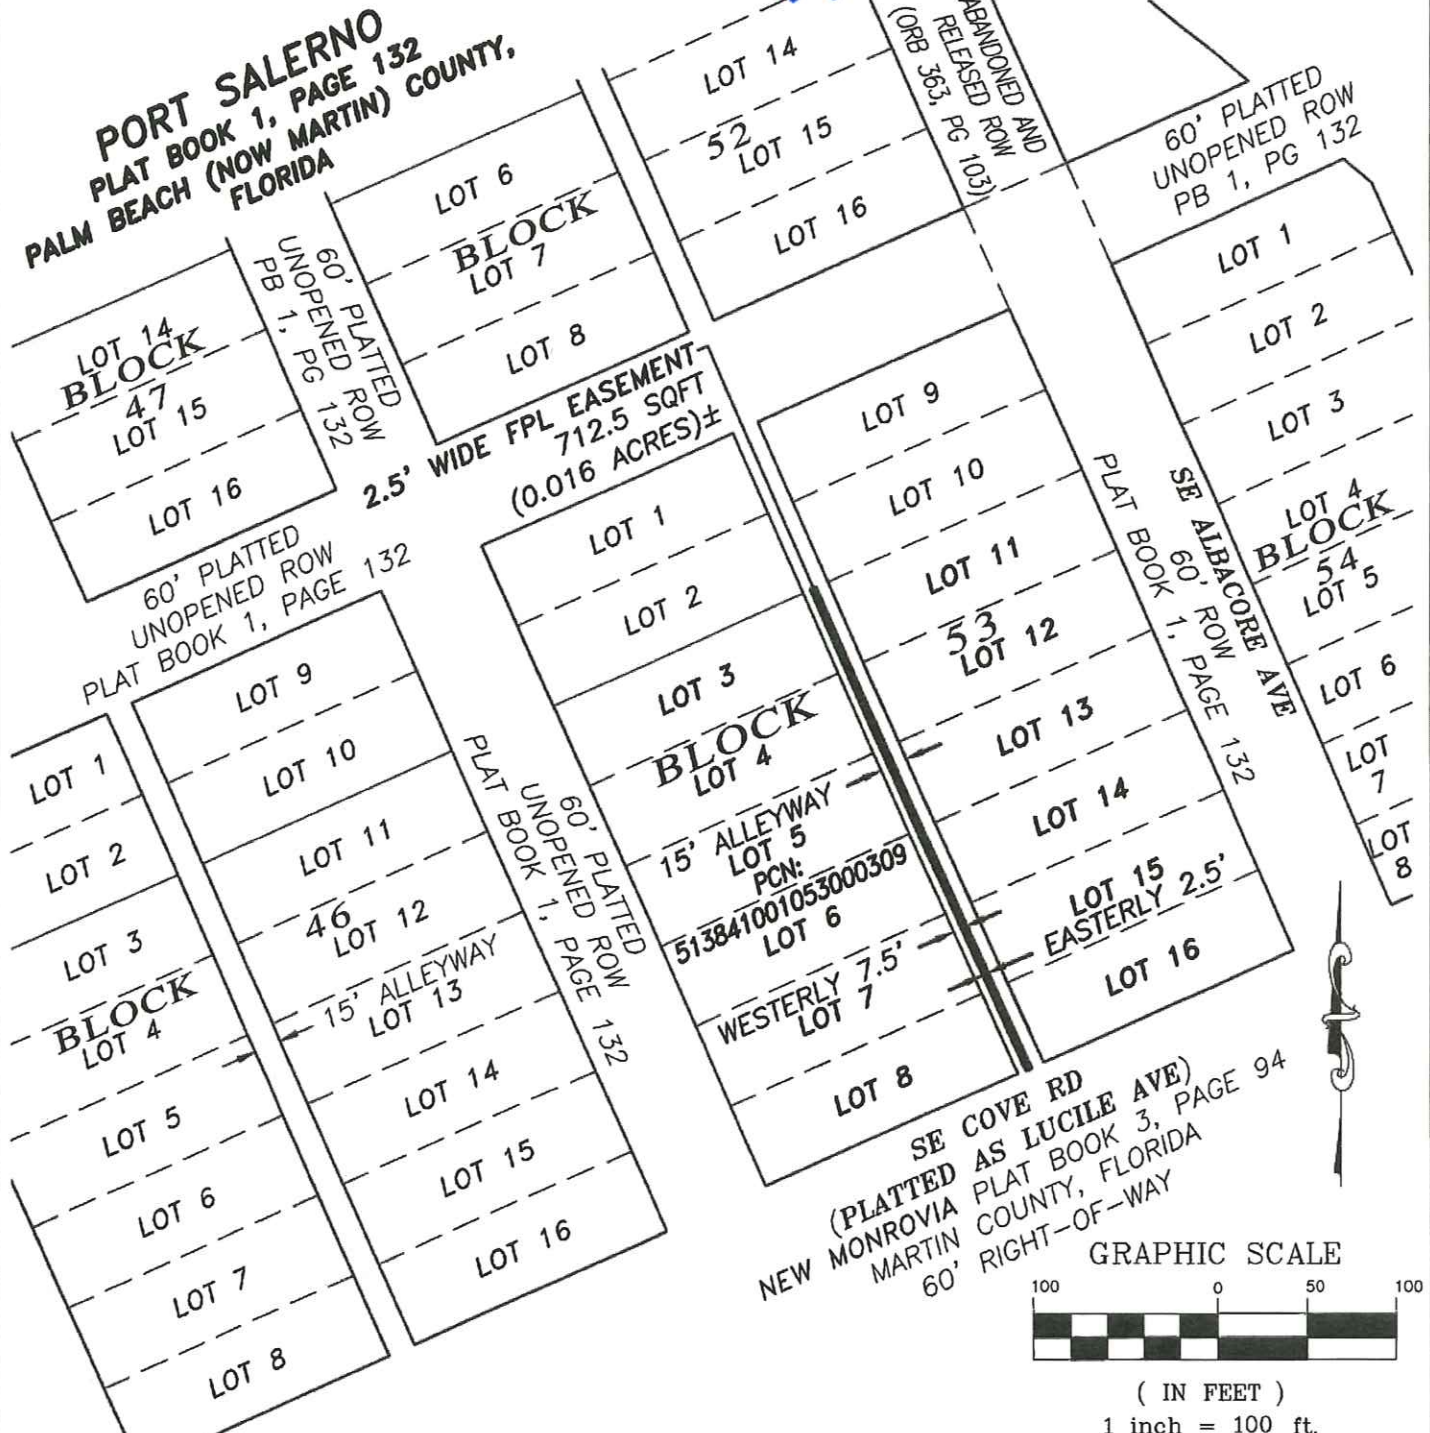 PORT SALERNO
PLAT BOOK 1, PAGE 132
PALM BEACH (NOW MARTIN) COUNTY,
FLORIDA
LOT 14
52
LOT 15
LOT 16
ABANDONED AND
RELEASED ROW
(ORB 363, PG 103)
60' PLATTED
UNOPENED ROW
PB 1, PG 132
LOT 6
BLOCK
LOT 7
LOT 8
60' PLATTED
UNOPENED ROW
PB 1, PG 132
LOT 14
BLOCK
47
LOT 15
LOT 16
2.5' WIDE FPL EASEMENT
712.5 SQFT
(0.016 ACRES)±
60' PLATTED
UNOPENED ROW
PLAT BOOK 1, PAGE 132
LOT 1
LOT 2
LOT 3
LOT 4
BLOCK
54
LOT 5
LOT 6
LOT
7
LOT
8
SE ALBACORE AVE
60' ROW
PLAT BOOK 1, PAGE 132
LOT 9
LOT 10
LOT 11
53
LOT 12
LOT 13
LOT 14
LOT 15
EASTERLY 2.5'
LOT 16
LOT 1
LOT 2
LOT 3
BLOCK
LOT 4
15' ALLEYWAY
LOT 5
PCN:
513841001053000309
LOT 6
WESTERLY 7.5'
LOT 7
LOT 8
60' PLATTED
UNOPENED ROW
PLAT BOOK 1, PAGE 132
LOT 9
LOT 10
LOT 11
46
LOT 12
15' ALLEYWAY
LOT 13
LOT 14
LOT 15
LOT 16
LOT 1
LOT 2
LOT 3
BLOCK
LOT 4
LOT 5
LOT 6
LOT 7
LOT 8
SE COVE RD
(PLATTED AS LUCILE AVE)
NEW MONROVIA PLAT BOOK 3, PAGE 94
MARTIN COUNTY, FLORIDA
60' RIGHT-OF-WAY
GRAPHIC SCALE
100 0 50 100
( IN FEET )
1 inch = 100 ft.